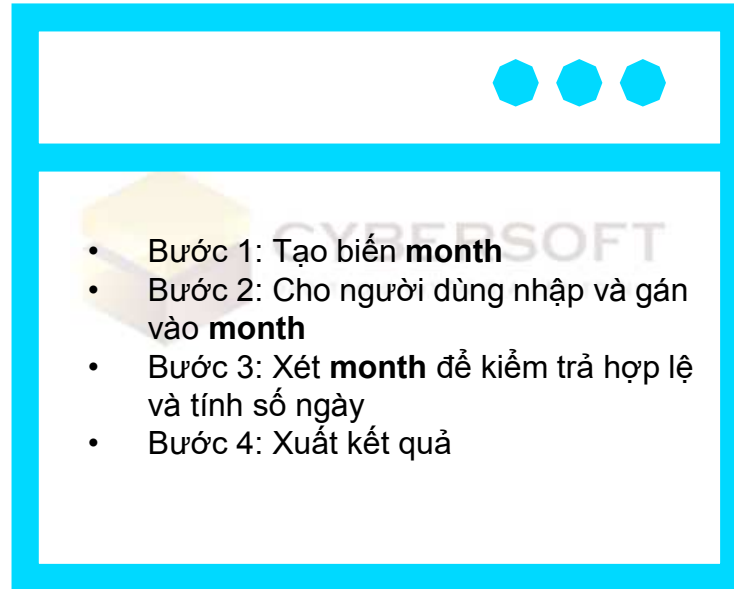 CYBERSOFT
• Bước 1: Tạo biến month
• Bước 2: Cho người dùng nhập và gán
vào month
• Bước 3: Xét month để kiểm trả hợp lệ
và tính số ngày
• Bước 4: Xuất kết quả